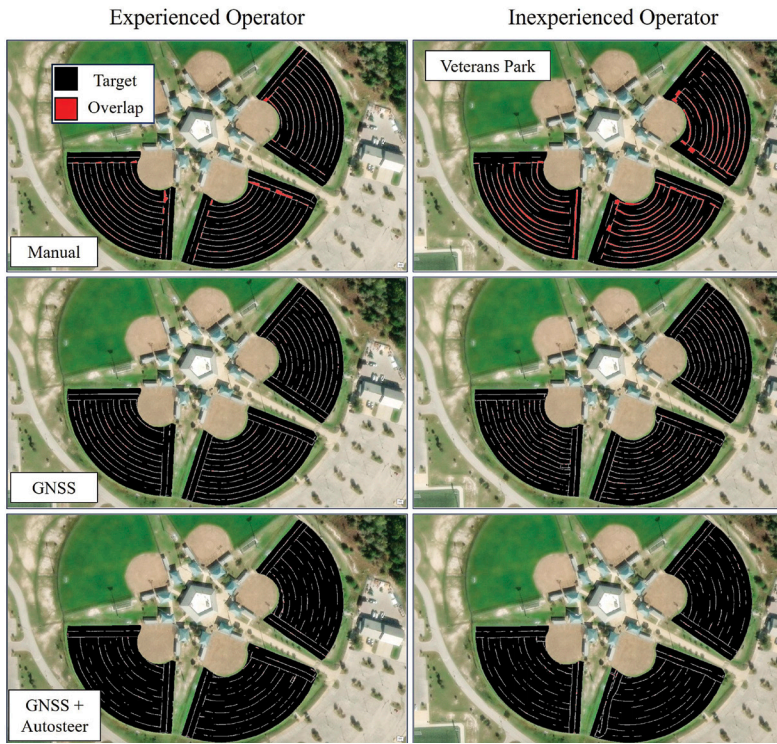 Experienced Operator
Inexperienced Operator
Target
Overlap
Veterans Park
Manual
GNSS
GNSS +
Autosteer